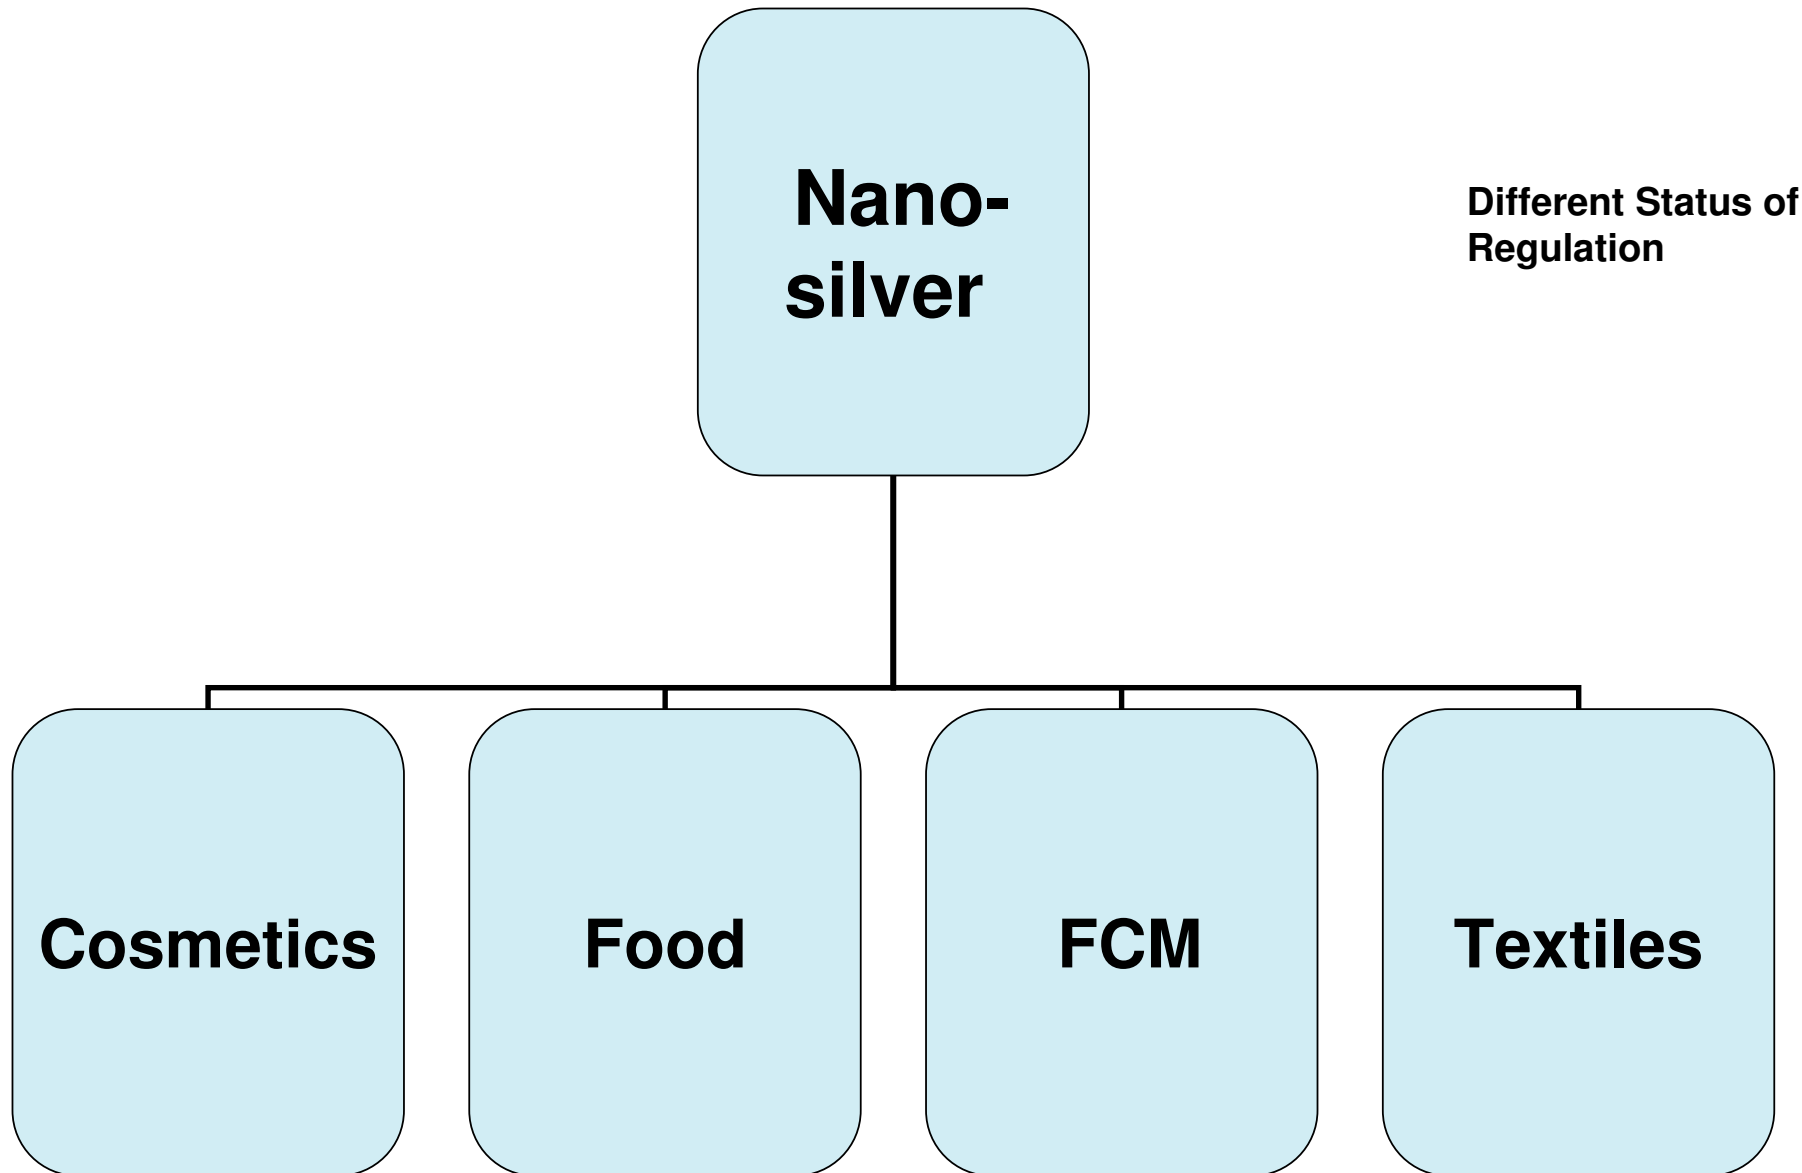 Nano-
silver
Different Status of
Regulation
Cosmetics
Food
FCM
Textiles